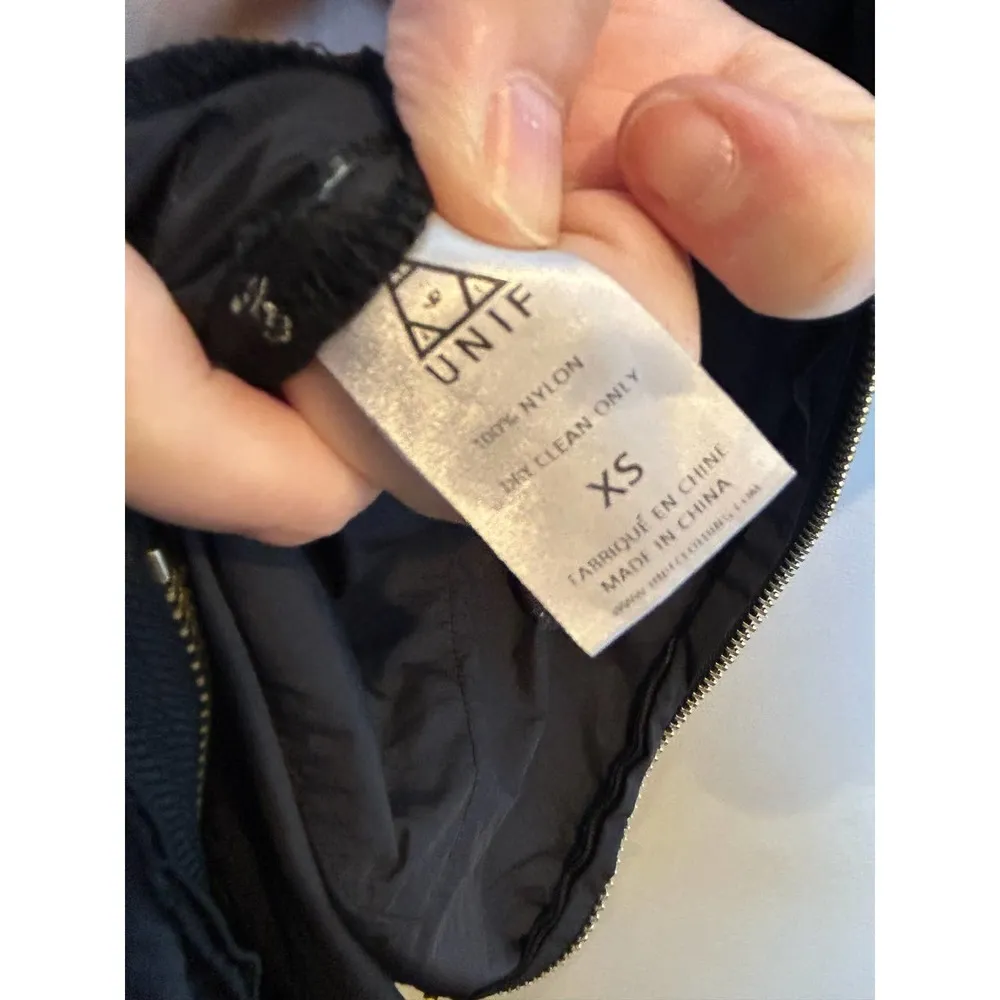 UNIF
100% NYLON
DRY CLEAN ONLY
XS
FABRIQUÉ EN CHINE
MADE IN CHINA